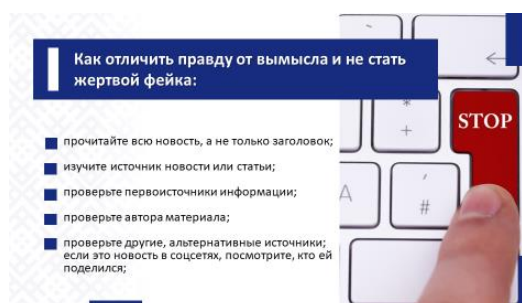 Как отличить правду от вымысла и не стать
жертвой фейка:
прочитайте всю новость, а не только заголовок;
изучите источник новости или статьи;
проверьте первоисточники информации;
проверьте автора материала;
проверьте другие, альтернативные источники;
если это новость в соцсетях, посмотрите, кто ей
поделился;
STOP
*
+
A
'
#